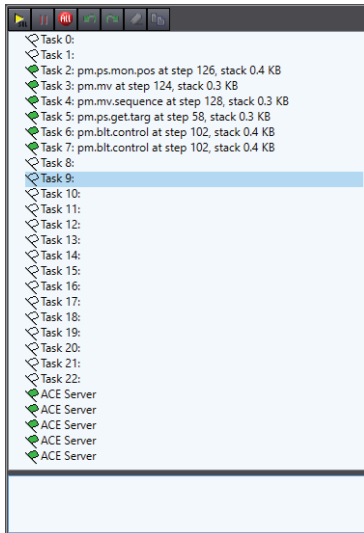 ALL
Task 0:
Task 1:
Task 2: pm.ps.mon.pos at step 126, stack 0.4 KB
Task 3: pm.mv at step 124, stack 0.3 KB
Task 4: pm.mv.sequence at step 128, stack 0.3 KB
Task 5: pm.ps.get.targ at step 58, stack 0.3 KB
Task 6: pm.blt.control at step 102, stack 0.4 KB
Task 7: pm.blt.control at step 102, stack 0.4 KB
Task 8:
Task 9:
Task 10:
Task 11:
Task 12:
Task 13:
Task 14:
Task 15:
Task 16:
Task 17:
Task 18:
Task 19:
Task 20:
Task 21:
Task 22:
ACE Server
ACE Server
ACE Server
ACE Server
ACE Server